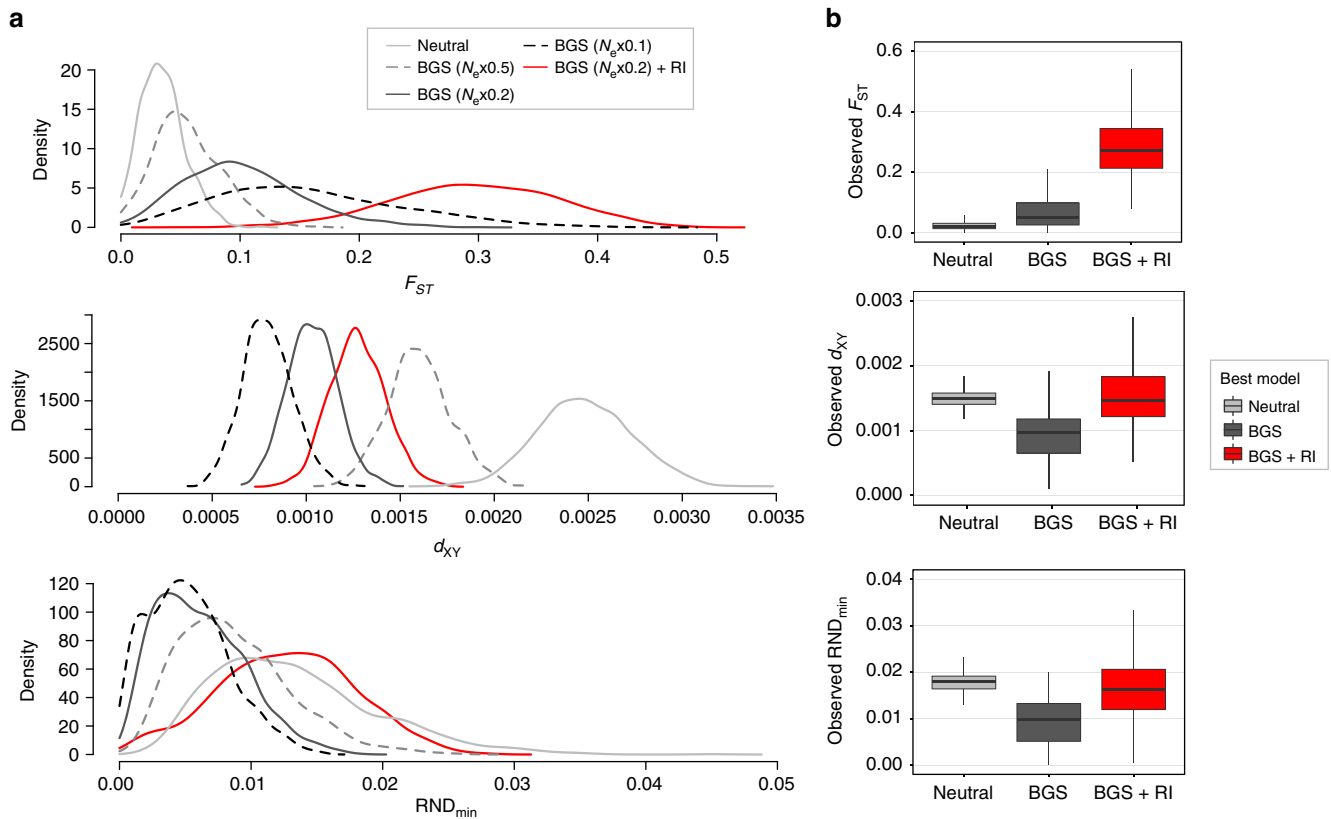 a
Neutral
BGS (Nex0.5)
BGS (Nex0.2)
BGS (Nex0.1)
BGS (Nex0.2) + RI
20
15
10
5
0
Density
0.0 0.1 0.2 0.3 0.4 0.5
FST
2500
1500
500
0
Density
0.0000 0.0005 0.0010 0.0015 0.0020 0.0025 0.0030 0.0035
dXY
120
100
80
60
40
20
0
Density
0.00 0.01 0.02 0.03 0.04 0.05
RNDmin
b
0.6
0.4
0.2
0.0
Observed FST
Neutral BGS BGS + RI
0.003
0.002
0.001
0.000
Observed dXY
Neutral BGS BGS + RI
Best model
Neutral
BGS
BGS + RI
0.04
0.03
0.02
0.01
0.00
Observed RNDmin
Neutral BGS BGS + RI